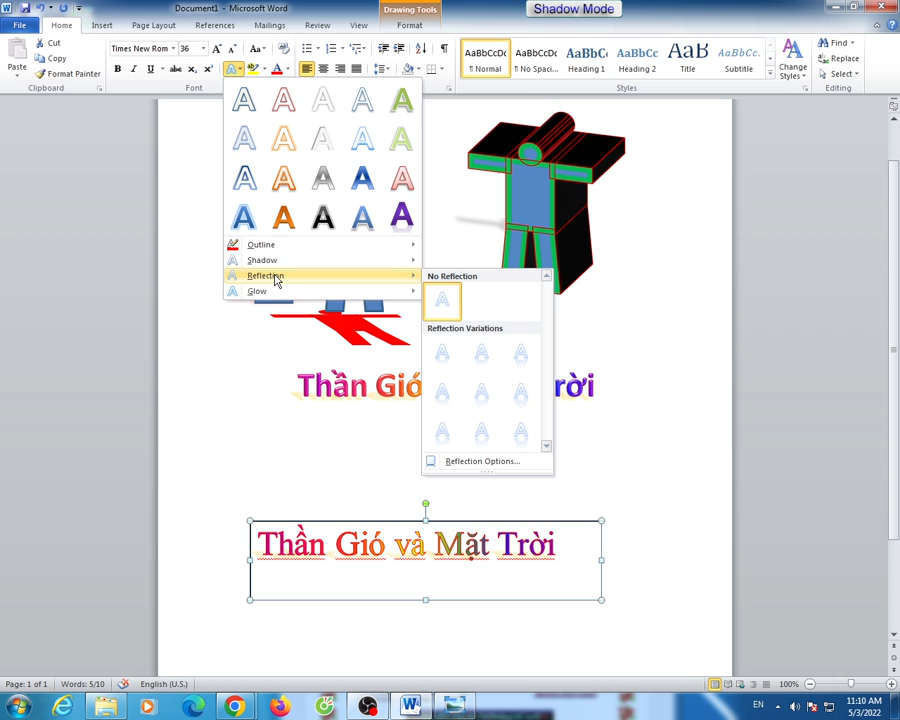 Document1 - Microsoft Word
Drawing Tools
Shadow Mode
File Home Insert Page Layout References Mailings Review View Format
Paste
Cut
Copy
Format Painter
Clipboard
Times New Rom 36
Font
AaBbCcDc AaBbCcDc AaBbC AaBbCc AaB AaBbCc.
¶ Normal ¶ No Spaci... Heading 1 Heading 2 Title Subtitle
Change Styles
Styles
Find
Replace
Select
Editing
Outline
Shadow
Reflection
Glow
No Reflection
Reflection Variations
Reflection Options...
Thần Gió
rời
Thần Gió và Mặt Trời
Page: 1 of 1 Words: 5/10 English (U.S.) 100%
EN 11:10 AM
5/3/2022